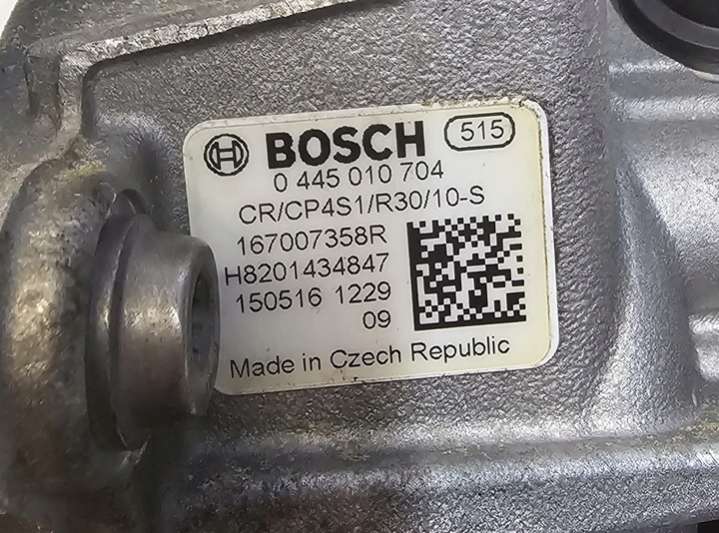 BOSCH 515
0 445 010 704
CR/CP4S1/R30/10-S
167007358R
H8201434847
150516 1229
09
Made in Czech Republic